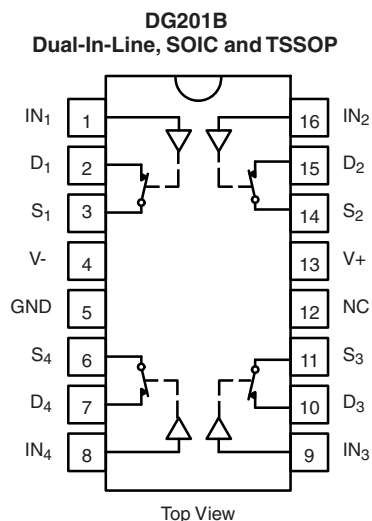 DG201B
Dual-In-Line, SOIC and TSSOP
IN₁ 1 16 IN₂
D₁ 2 15 D₂
S₁ 3 14 S₂
V- 4 13 V+
GND 5 12 NC
S₄ 6 11 S₃
D₄ 7 10 D₃
IN₄ 8 9 IN₃
Top View